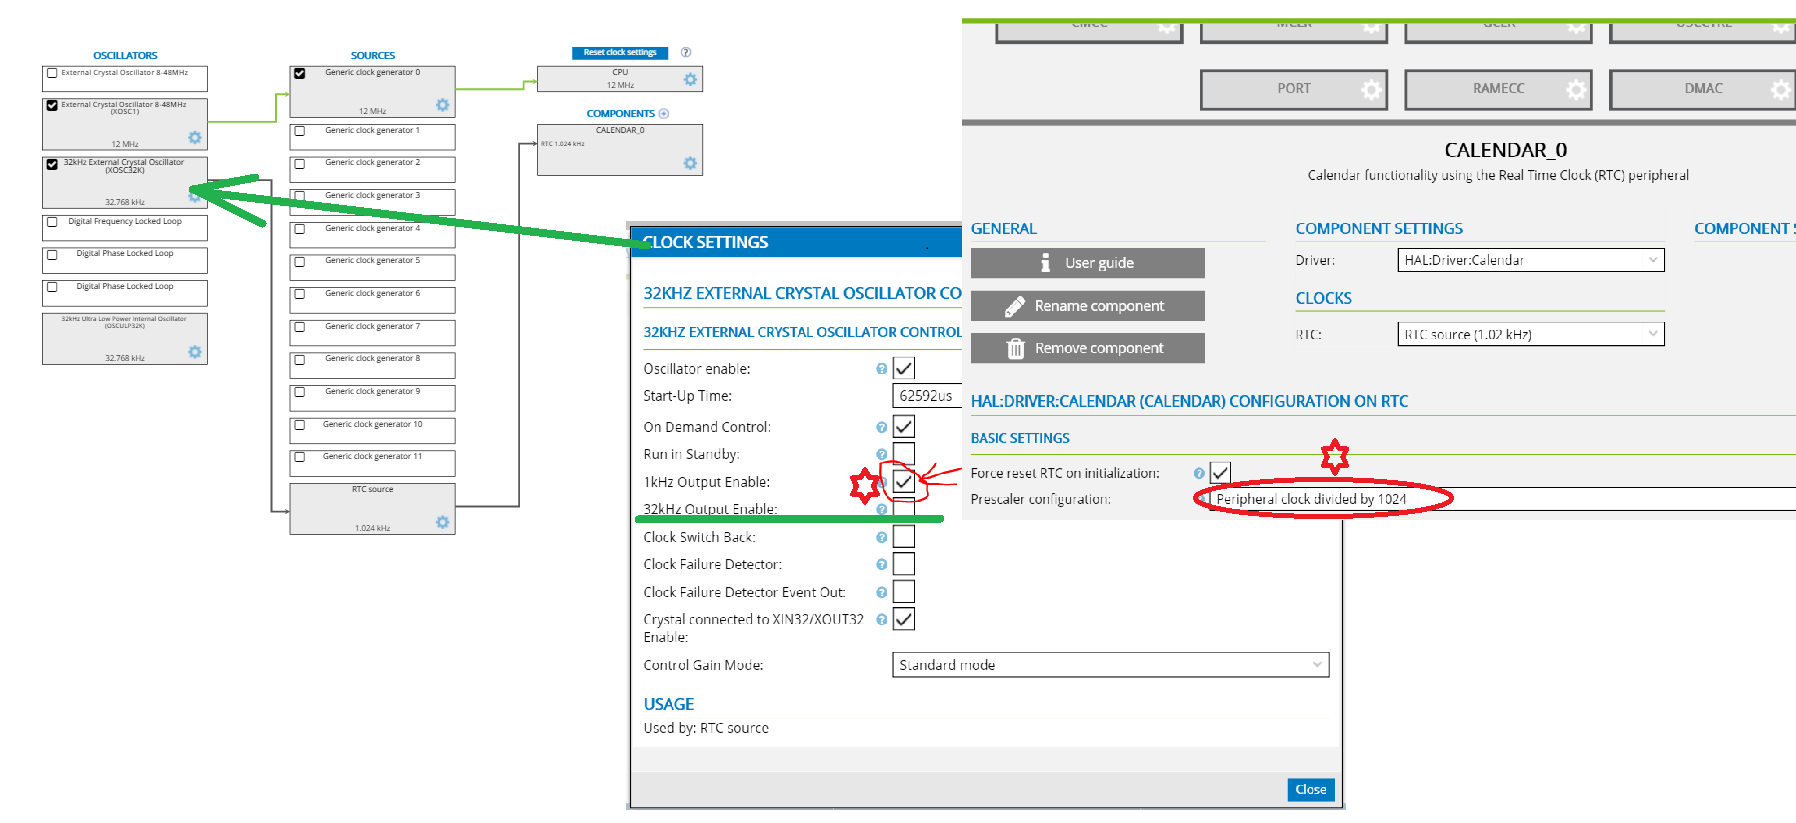 OSCILLATORS
External Crystal Oscillator 8-48MHz
External Crystal Oscillator 8-48MHz
(XOSC1)
12 MHz
32kHz External Crystal Oscillator
(XOSC32K)
32.768 kHz
Digital Frequency Locked Loop
Digital Phase Locked Loop
Digital Phase Locked Loop
32kHz Ultra Low Power Internal Oscillator
(OSCULP32K)
32.768 kHz
SOURCES
Generic clock generator 0
12 MHz
Generic clock generator 1
Generic clock generator 2
Generic clock generator 3
Generic clock generator 4
Generic clock generator 5
Generic clock generator 6
Generic clock generator 7
Generic clock generator 8
Generic clock generator 9
Generic clock generator 10
Generic clock generator 11
RTC source
1.024 kHz
Reset clock settings ?
CPU
12 MHz
COMPONENTS
CALENDAR_0
RTC 1.024 kHz
CLOCK SETTINGS
32KHZ EXTERNAL CRYSTAL OSCILLATOR CO
32KHZ EXTERNAL CRYSTAL OSCILLATOR CONTROL
Oscillator enable: ?
Start-Up Time: 62592us
On Demand Control: ?
Run in Standby: ?
1kHz Output Enable: ?
32kHz Output Enable: ?
Clock Switch Back: ?
Clock Failure Detector: ?
Clock Failure Detector Event Out: ?
Crystal connected to XIN32/XOUT32 ?
Enable:
Control Gain Mode: Standard mode
USAGE
Used by: RTC source
Close
PORT RAMECC DMAC
CALENDAR_0
Calendar functionality using the Real Time Clock (RTC) peripheral
GENERAL
User guide
Rename component
Remove component
COMPONENT SETTINGS
Driver: HAL:Driver:Calendar
CLOCKS
RTC: RTC source (1.02 kHz)
COMPONENT S
HAL:DRIVER:CALENDAR (CALENDAR) CONFIGURATION ON RTC
BASIC SETTINGS
Force reset RTC on initialization: ?
Prescaler configuration: Peripheral clock divided by 1024